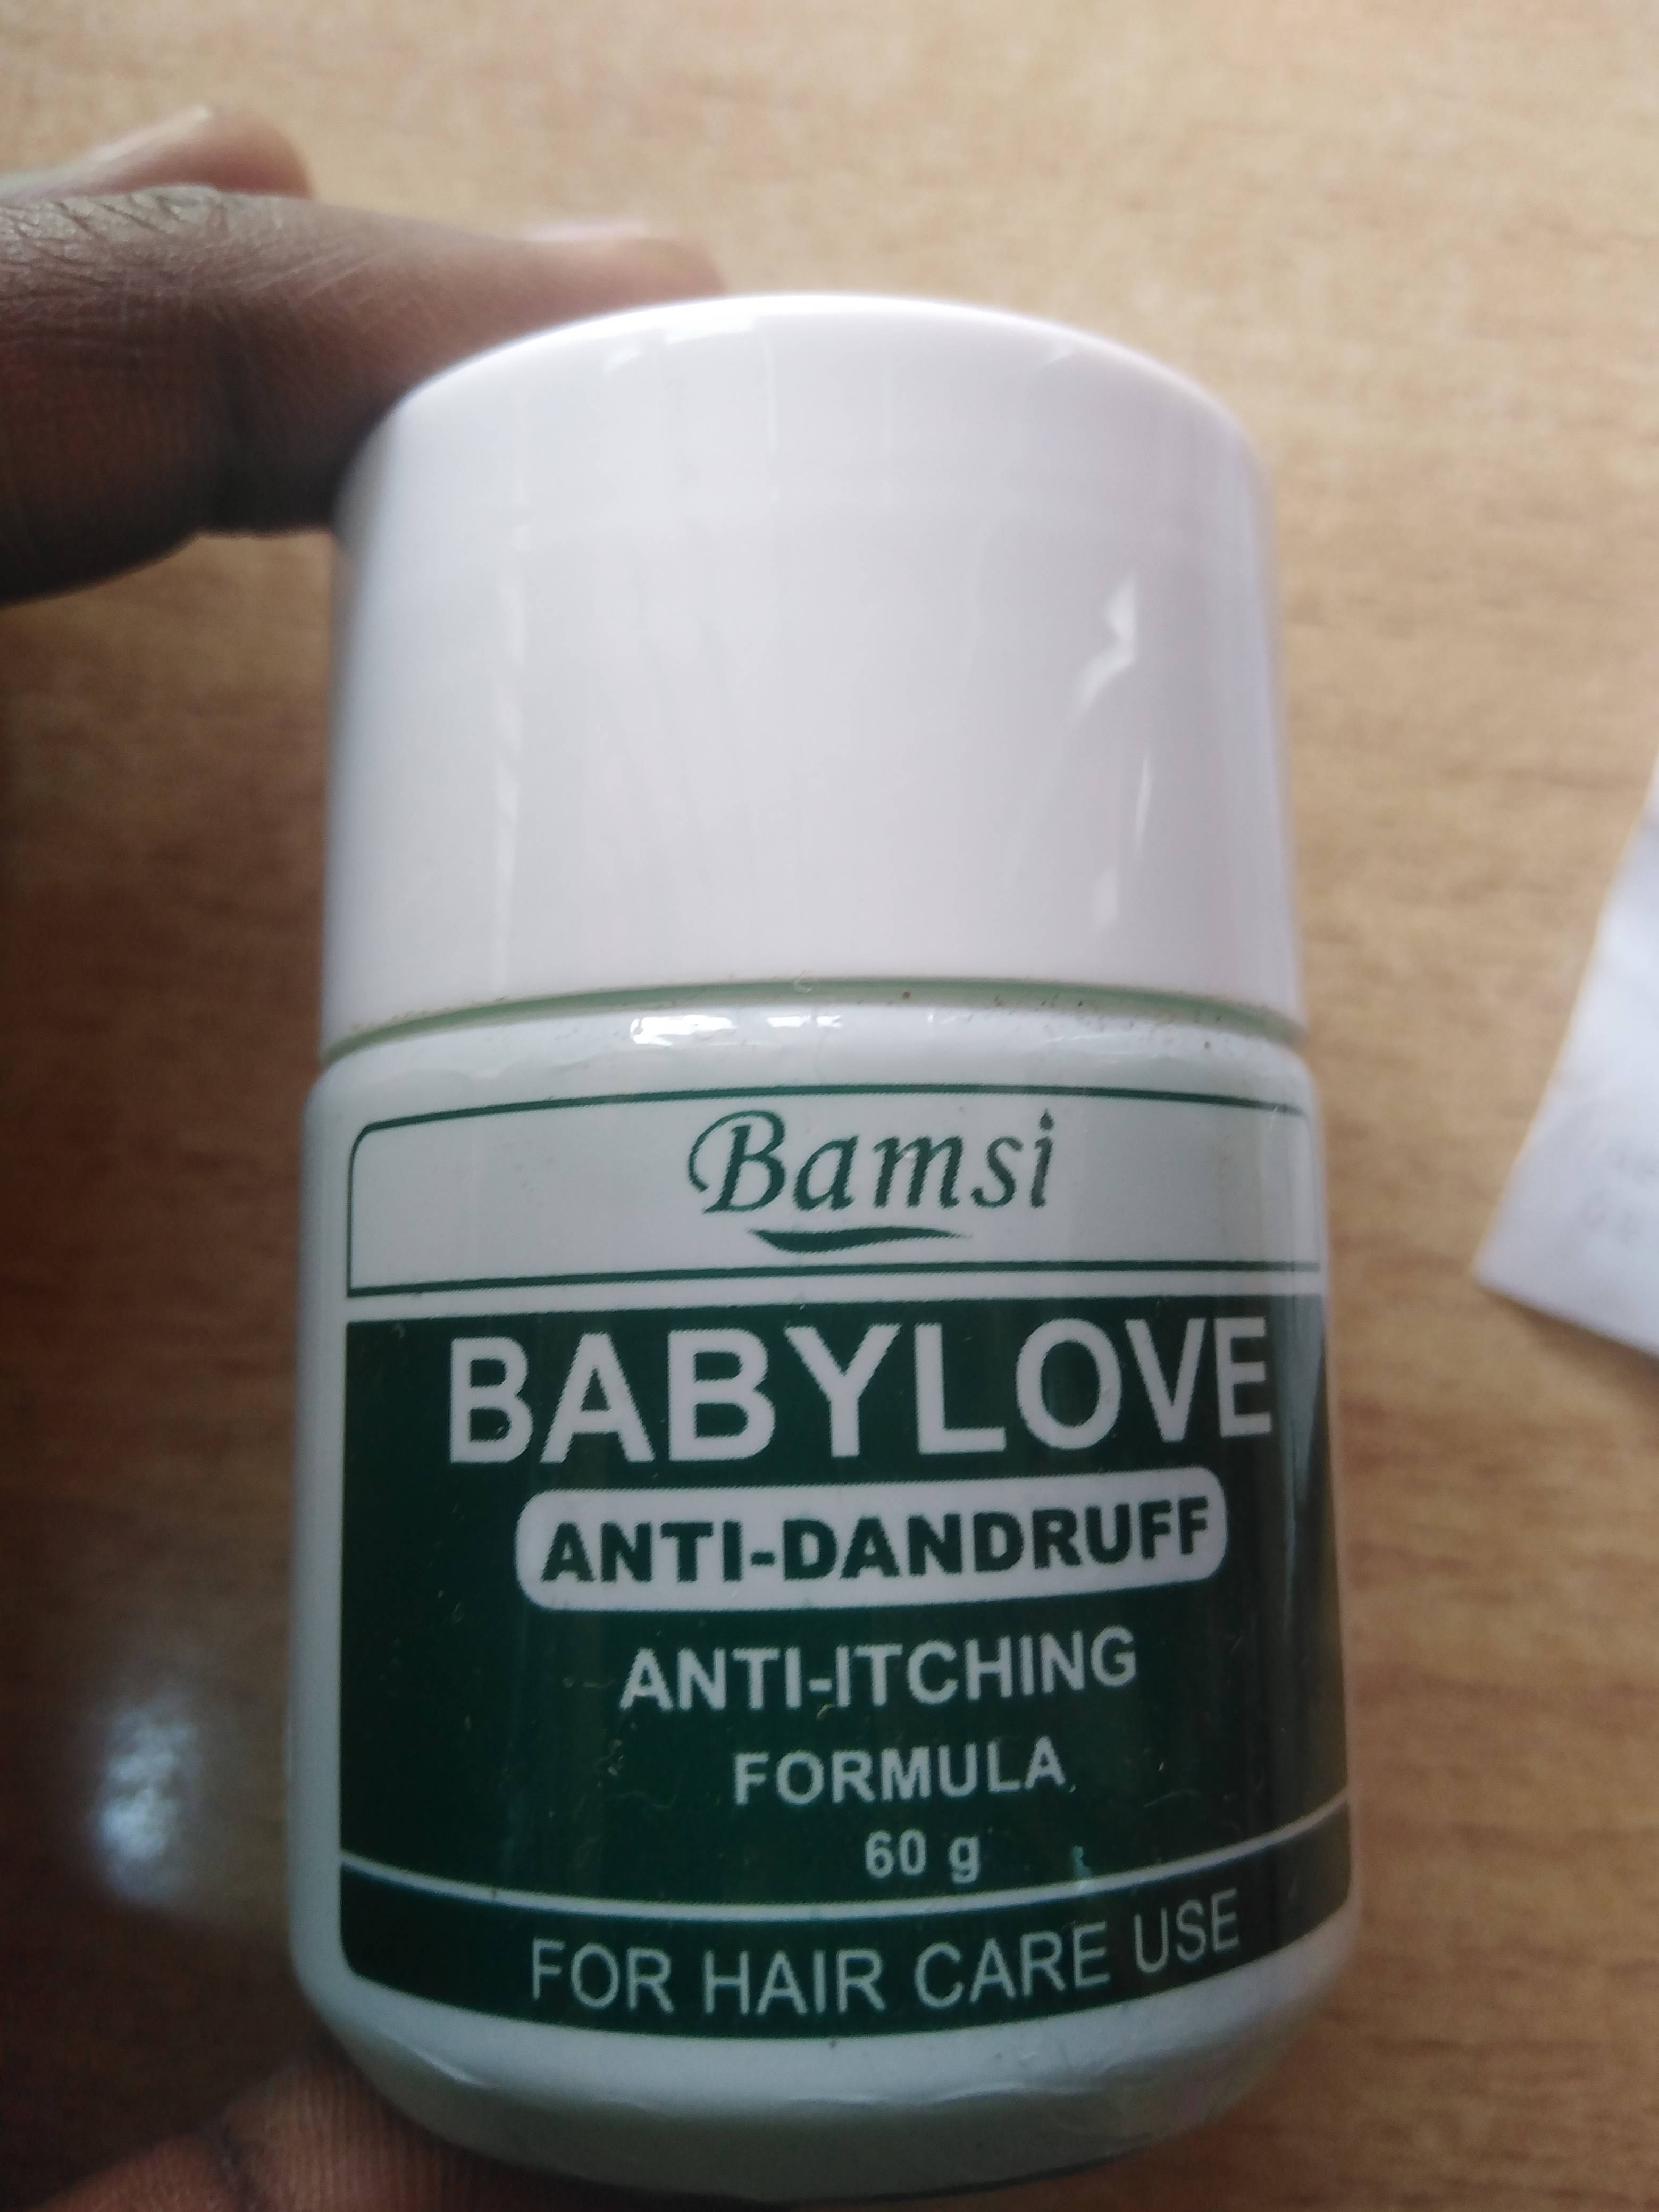 Bamsi
BABYLOVE
ANTI-DANDRUFF
ANTI-ITCHING
FORMULA
60 g
FOR HAIR CARE USE